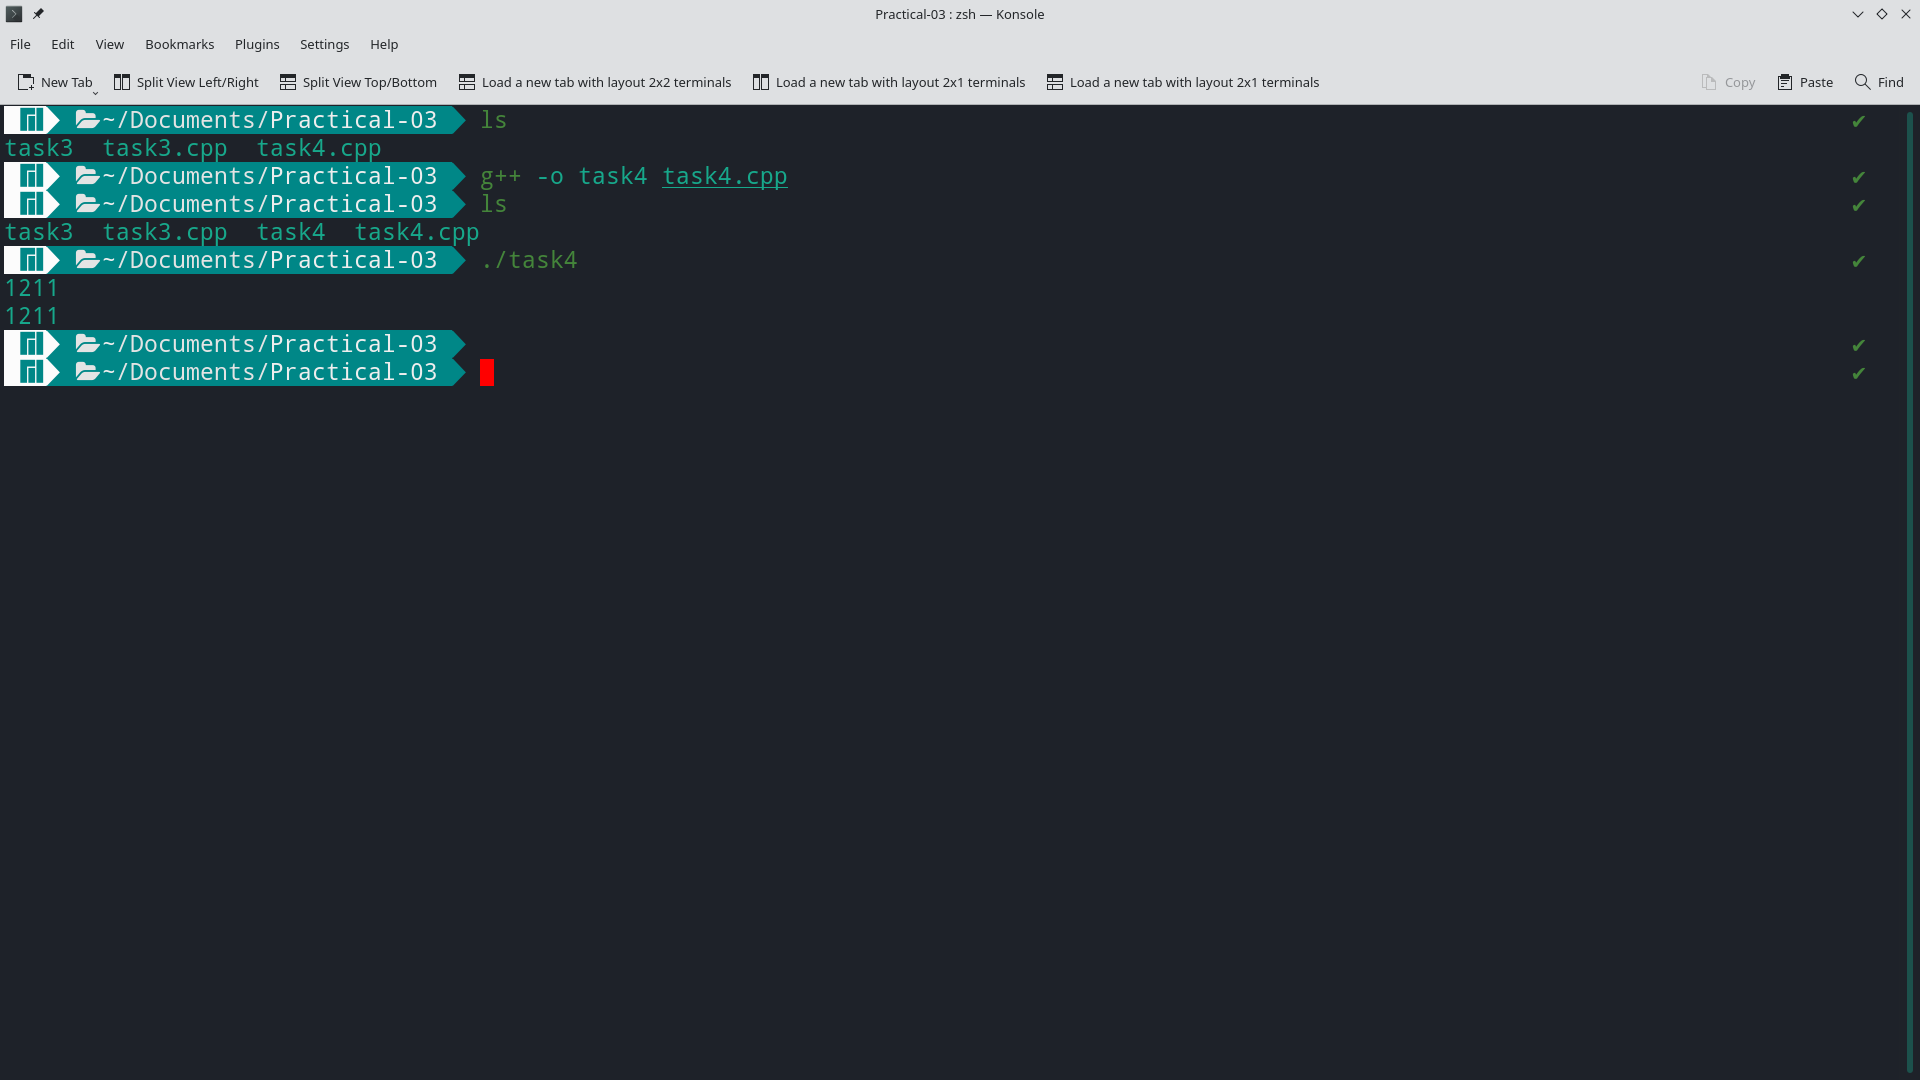 Practical-03 : zsh — Konsole
File Edit View Bookmarks Plugins Settings Help
New Tab Split View Left/Right Split View Top/Bottom Load a new tab with layout 2x2 terminals Load a new tab with layout 2x1 terminals Load a new tab with layout 2x1 terminals Copy Paste Find
~/Documents/Practical-03 ls ✔
task3 task3.cpp task4.cpp
~/Documents/Practical-03 g++ -o task4 task4.cpp ✔
~/Documents/Practical-03 ls ✔
task3 task3.cpp task4 task4.cpp
~/Documents/Practical-03 ./task4 ✔
1211
1211
~/Documents/Practical-03 ✔
~/Documents/Practical-03 ✔